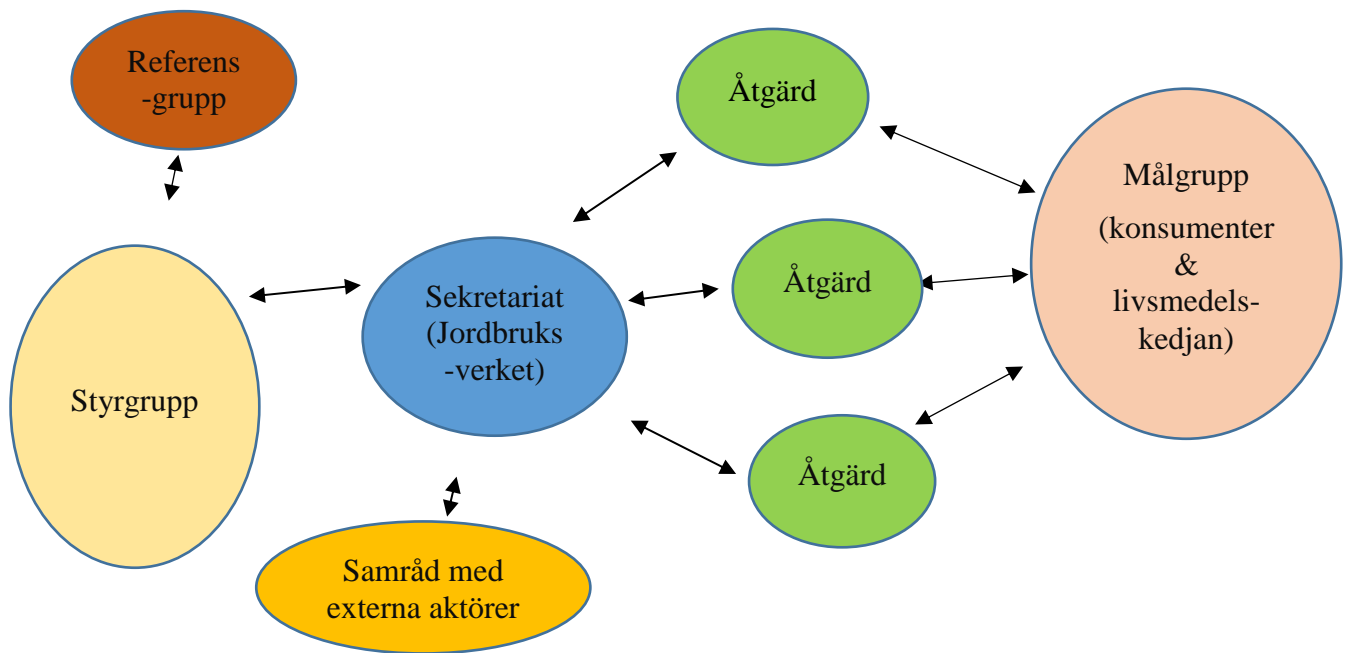 Referens
-grupp
Åtgärd
Målgrupp
(konsumenter
&
livsmedels-
kedjan)
Sekretariat
(Jordbruks
-verket)
Åtgärd
Styrgrupp
Åtgärd
Samråd med
externa aktörer